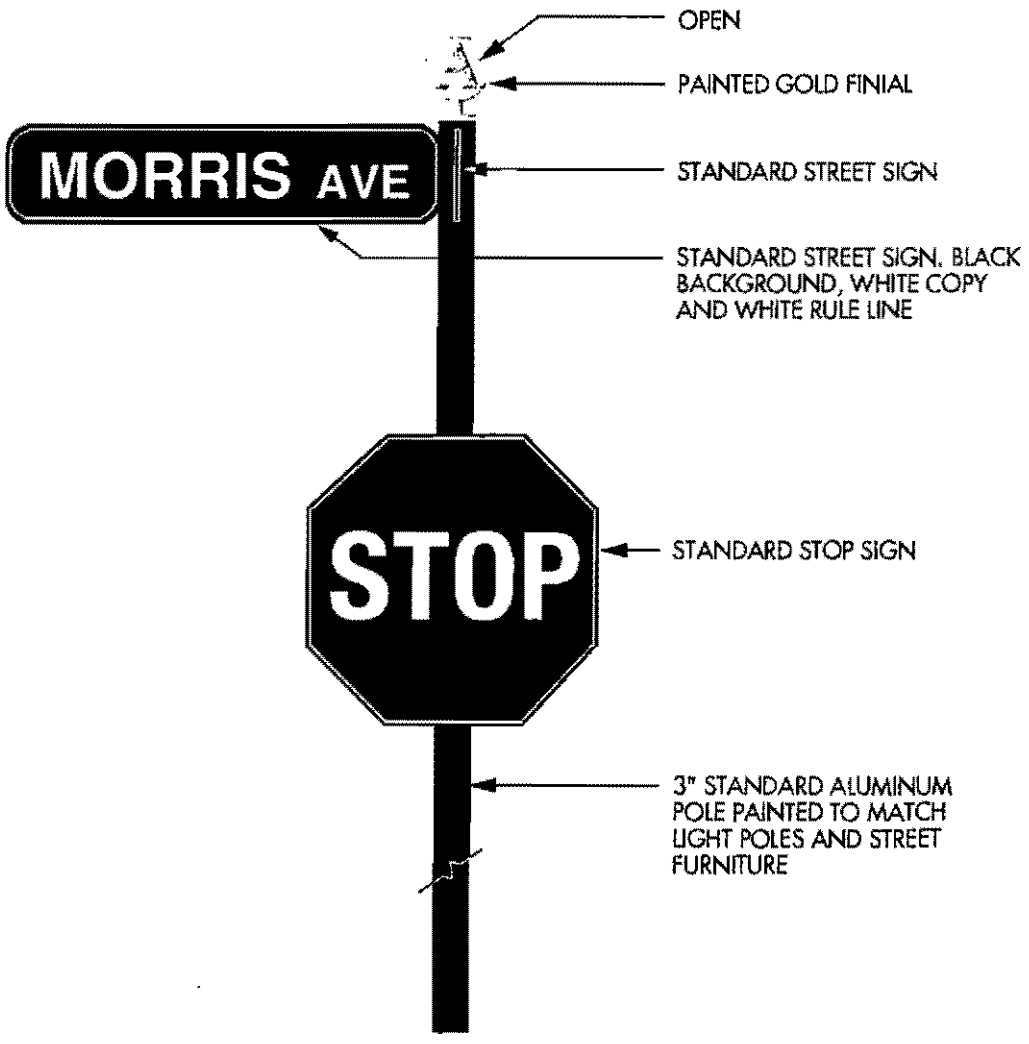 OPEN
PAINTED GOLD FINIAL
MORRIS AVE
STANDARD STREET SIGN
STANDARD STREET SIGN. BLACK
BACKGROUND, WHITE COPY
AND WHITE RULE LINE
STOP
STANDARD STOP SIGN
3" STANDARD ALUMINUM
POLE PAINTED TO MATCH
LIGHT POLES AND STREET
FURNITURE